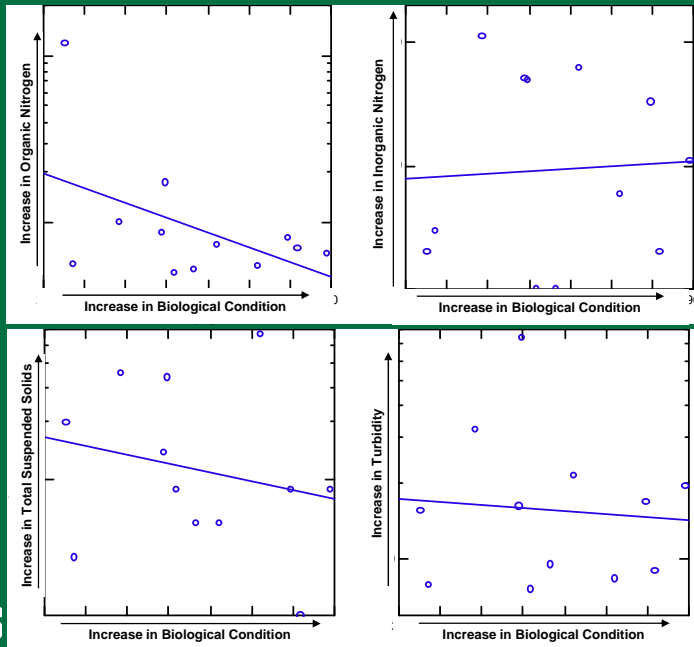 Increase in Organic Nitrogen
0
Increase in Biological Condition
Increase in Inorganic Nitrogen
Increase in Biological Condition
Increase in Total Suspended Solids
Increase in Biological Condition
Increase in Turbidity
Increase in Biological Condition